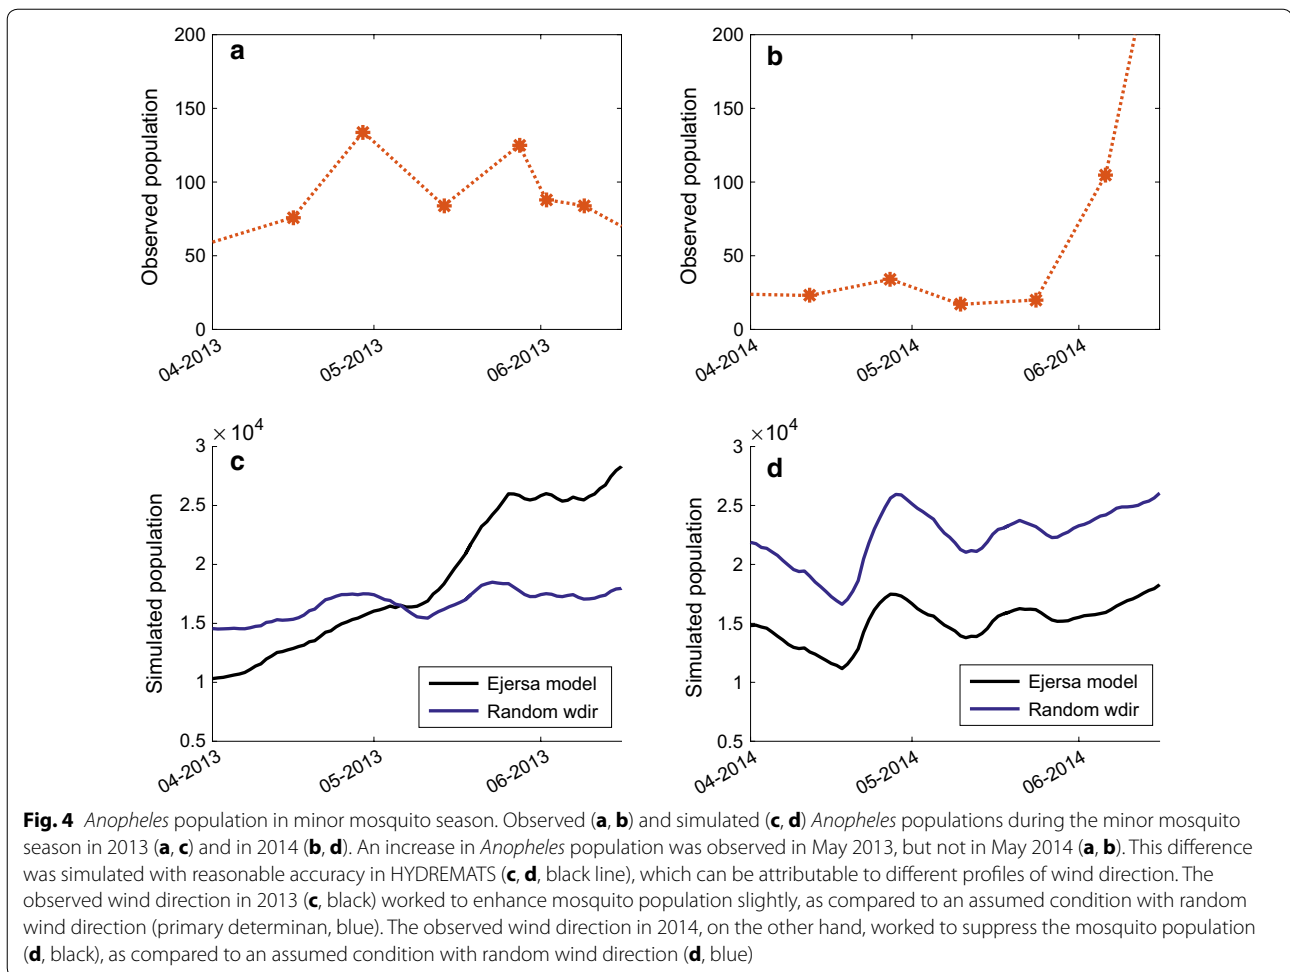 a
200
150
100
50
0
Observed population
04-2013
05-2013
06-2013
b
200
150
100
50
0
Observed population
04-2014
05-2014
06-2014
× 10⁴
c
3
2.5
2
1.5
1
0.5
Simulated population
Ejersa model
Random wdir
04-2013
05-2013
06-2013
× 10⁴
d
3
2.5
2
1.5
1
0.5
Simulated population
Ejersa model
Random wdir
04-2014
05-2014
06-2014
Fig. 4 Anopheles population in minor mosquito season. Observed (a, b) and simulated (c, d) Anopheles populations during the minor mosquito
season in 2013 (a, c) and in 2014 (b, d). An increase in Anopheles population was observed in May 2013, but not in May 2014 (a, b). This difference
was simulated with reasonable accuracy in HYDREMATS (c, d, black line), which can be attributable to different profiles of wind direction. The
observed wind direction in 2013 (c, black) worked to enhance mosquito population slightly, as compared to an assumed condition with random
wind direction (primary determinan, blue). The observed wind direction in 2014, on the other hand, worked to suppress the mosquito population
(d, black), as compared to an assumed condition with random wind direction (d, blue)